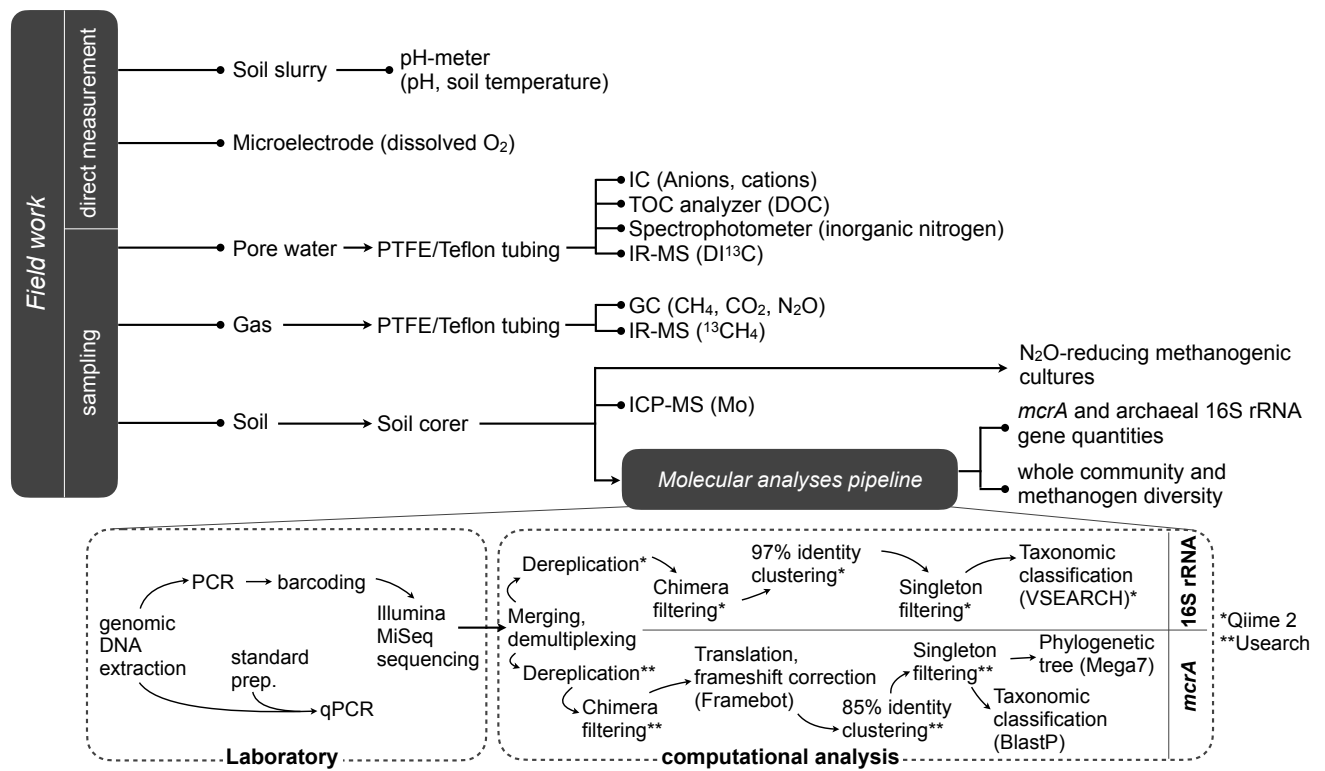 Field work
direct measurement
sampling
Soil slurry
pH-meter
(pH, soil temperature)
Microelectrode (dissolved O₂)
Pore water
PTFE/Teflon tubing
IC (Anions, cations)
TOC analyzer (DOC)
Spectrophotometer (inorganic nitrogen)
IR-MS (DI¹³C)
Gas
PTFE/Teflon tubing
GC (CH₄, CO₂, N₂O)
IR-MS (¹³CH₄)
Soil
Soil corer
N₂O-reducing methanogenic
cultures
ICP-MS (Mo)
Molecular analyses pipeline
mcrA and archaeal 16S rRNA
gene quantities
whole community and
methanogen diversity
genomic
DNA
extraction
PCR
barcoding
Illumina
MiSeq
sequencing
standard
prep.
qPCR
Laboratory
Merging,
demultiplexing
Dereplication*
Chimera
filtering*
97% identity
clustering*
Singleton
filtering*
Taxonomic
classification
(VSEARCH)*
16S rRNA
Dereplication**
Chimera
filtering**
Translation,
frameshift correction
(Framebot)
85% identity
clustering**
Singleton
filtering**
Phylogenetic
tree (Mega7)
Taxonomic
classification
(BlastP)
mcrA
computational analysis
*Qiime 2
**Usearch